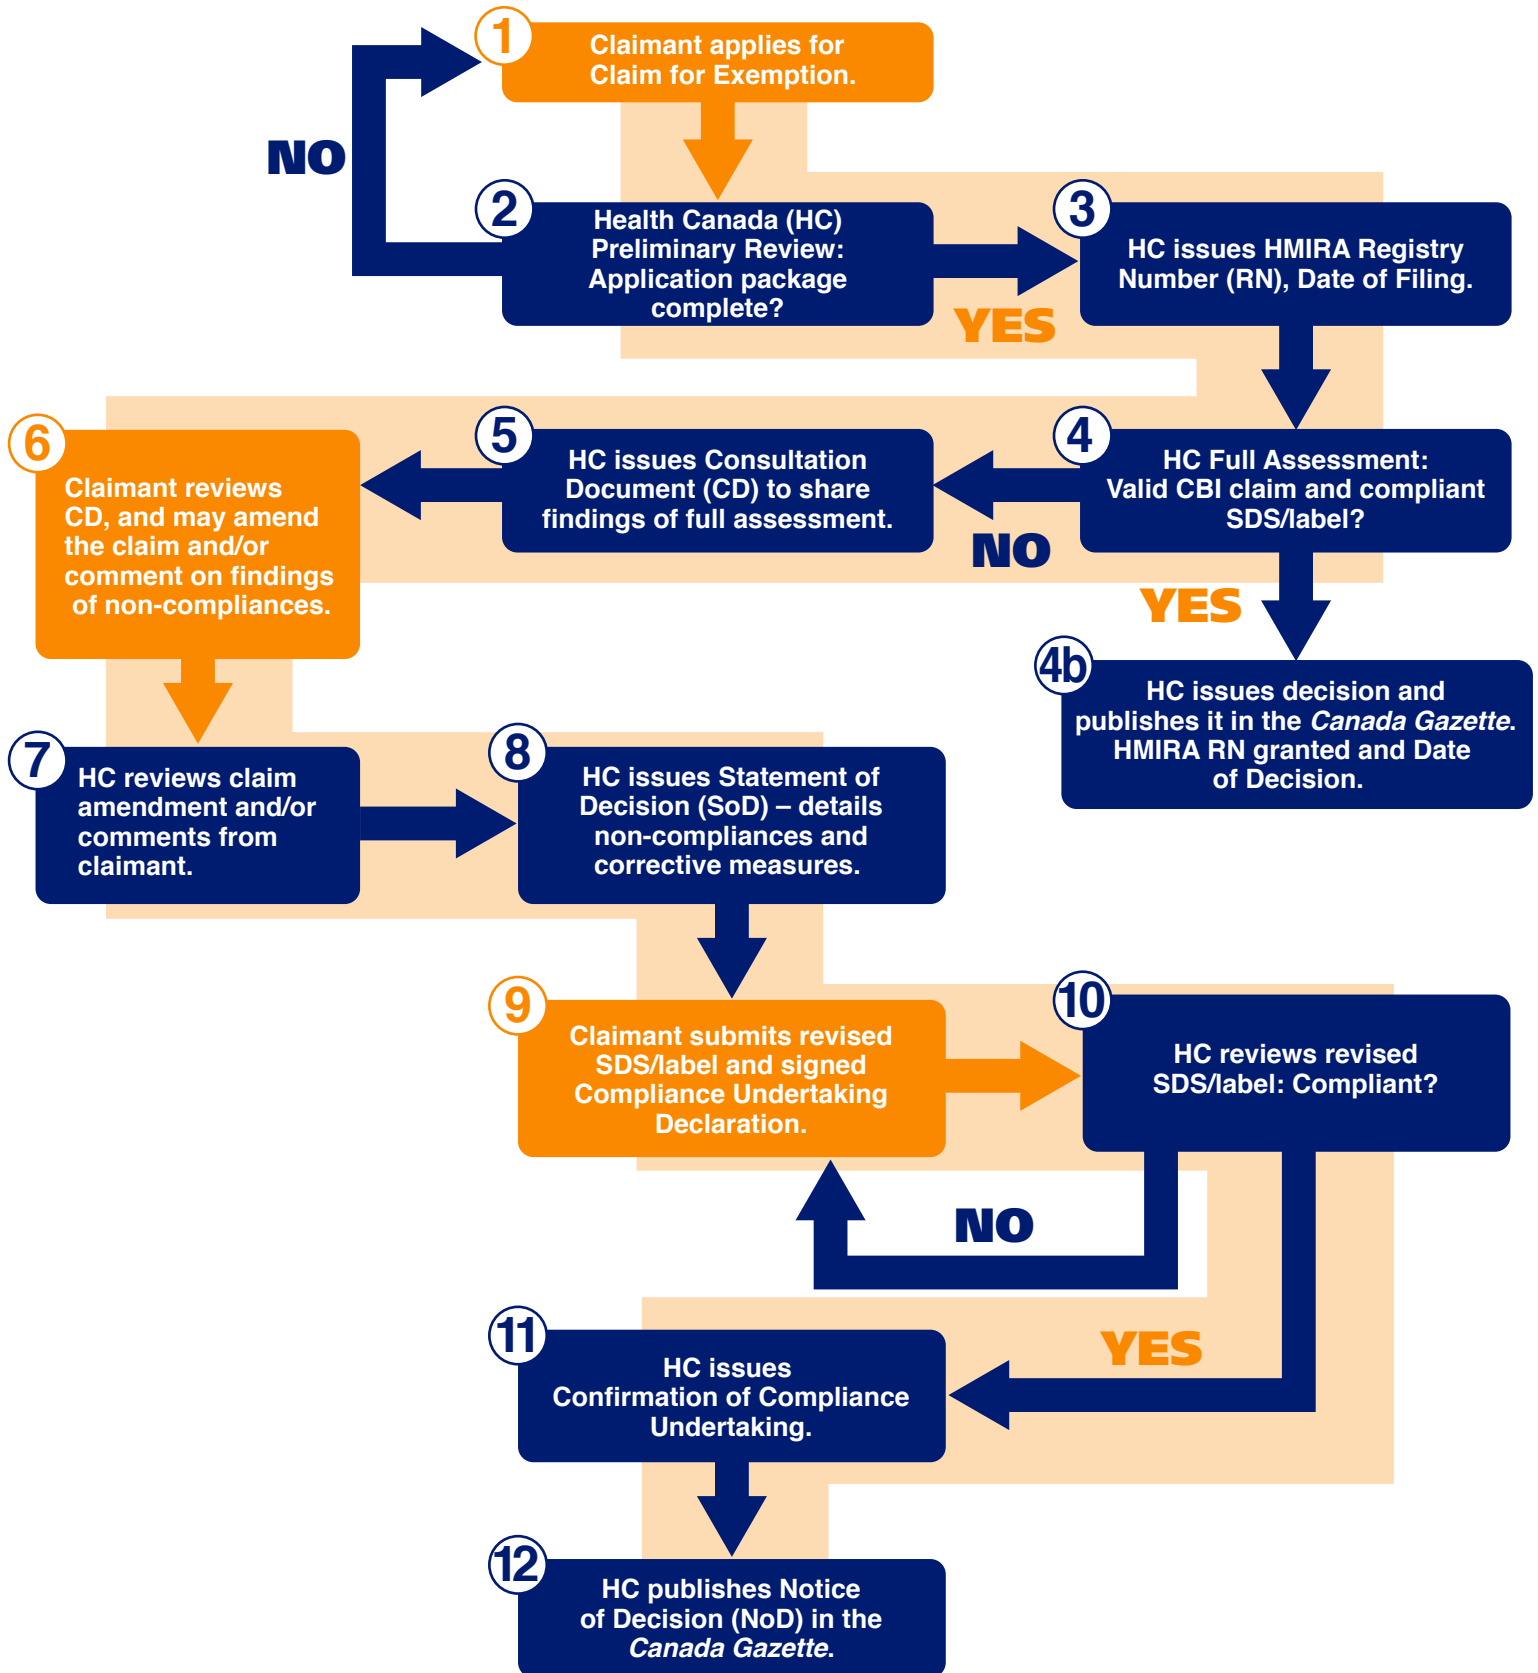 1
Claimant applies for
Claim for Exemption.
NO
2
Health Canada (HC)
Preliminary Review:
Application package
complete?
YES
3
HC issues HMIRA Registry
Number (RN), Date of Filing.
4
HC Full Assessment:
Valid CBI claim and compliant
SDS/label?
YES
4b
HC issues decision and
publishes it in the Canada Gazette.
HMIRA RN granted and Date
of Decision.
NO
5
HC issues Consultation
Document (CD) to share
findings of full assessment.
6
Claimant reviews
CD, and may amend
the claim and/or
comment on findings
of non-compliances.
7
HC reviews claim
amendment and/or
comments from
claimant.
8
HC issues Statement of
Decision (SoD) – details
non-compliances and
corrective measures.
9
Claimant submits revised
SDS/label and signed
Compliance Undertaking
Declaration.
10
HC reviews revised
SDS/label: Compliant?
NO
YES
11
HC issues
Confirmation of Compliance
Undertaking.
12
HC publishes Notice
of Decision (NoD) in the
Canada Gazette.